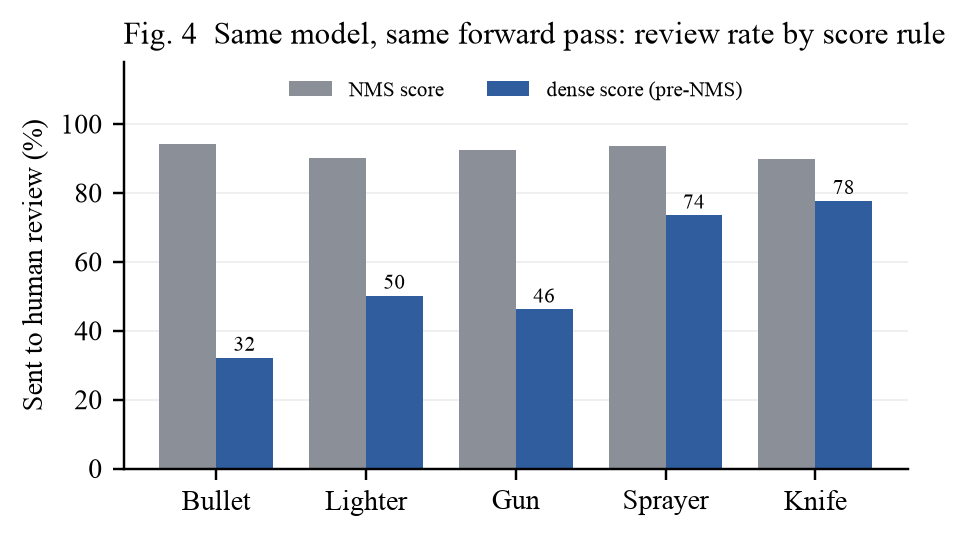 Fig. 4  Same model, same forward pass: review rate by score rule
NMS score
dense score (pre-NMS)
Sent to human review (%)
100
80
60
40
20
0
32
50
46
74
78
Bullet
Lighter
Gun
Sprayer
Knife